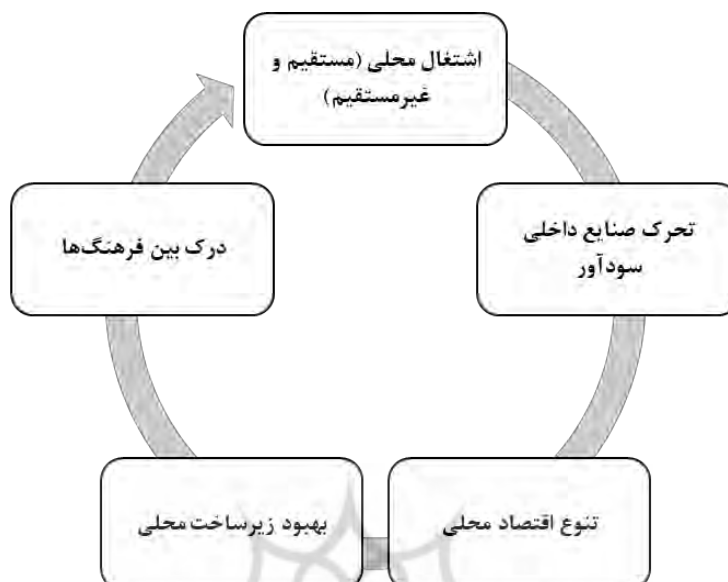 اشتغال محلی (مستقیم و
غیرمستقیم)
تحرک صنایع داخلی
سودآور
تنوع اقتصاد محلی
بهبود زیرساخت محلی
درک بین فرهنگ‌ها